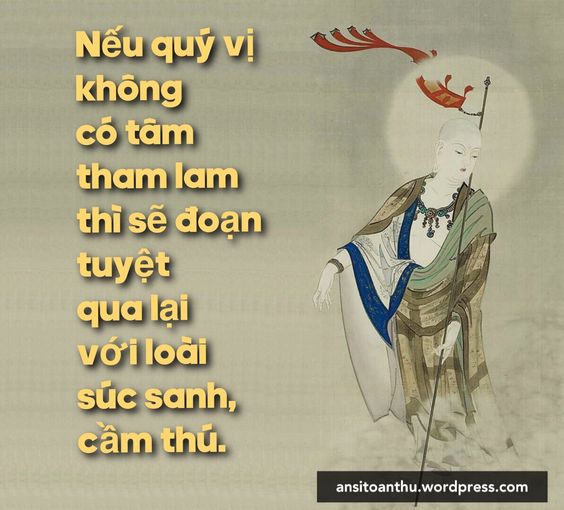 Nếu quý vị
không
có tâm
tham lam
thì sẽ đoạn
tuyệt
qua lại
với loài
súc sanh,
cầm thú.
ansitoanthu.wordpress.com